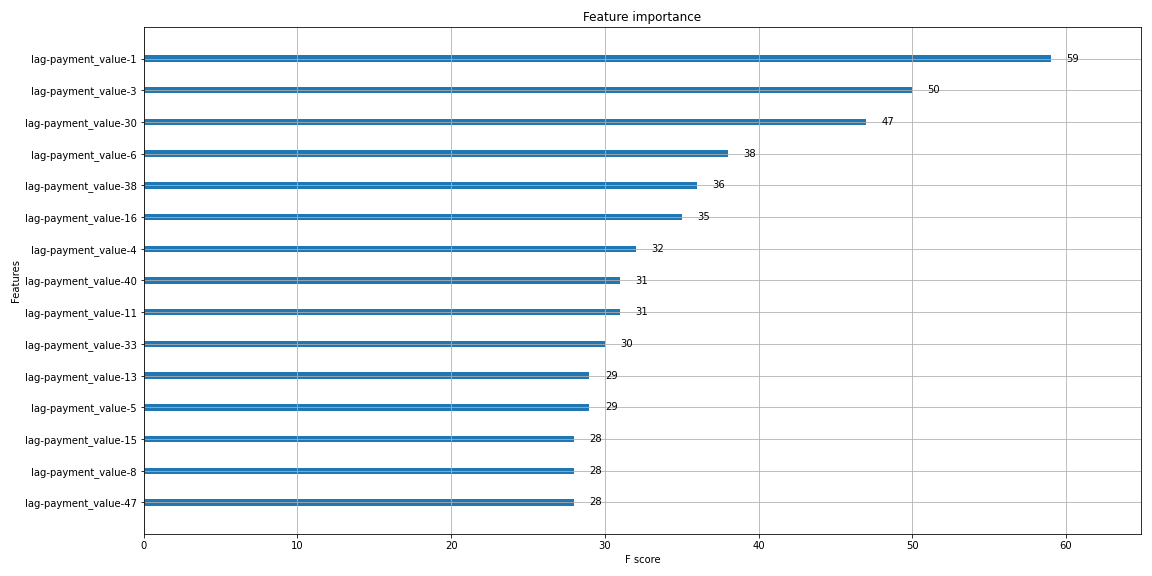 Feature importance
lag-payment_value-1 59
lag-payment_value-3 50
lag-payment_value-30 47
lag-payment_value-6 38
lag-payment_value-38 36
lag-payment_value-16 35
lag-payment_value-4 32
lag-payment_value-40 31
lag-payment_value-11 31
lag-payment_value-33 30
lag-payment_value-13 29
lag-payment_value-5 29
lag-payment_value-15 28
lag-payment_value-8 28
lag-payment_value-47 28
Features
0 10 20 30 40 50 60
F score